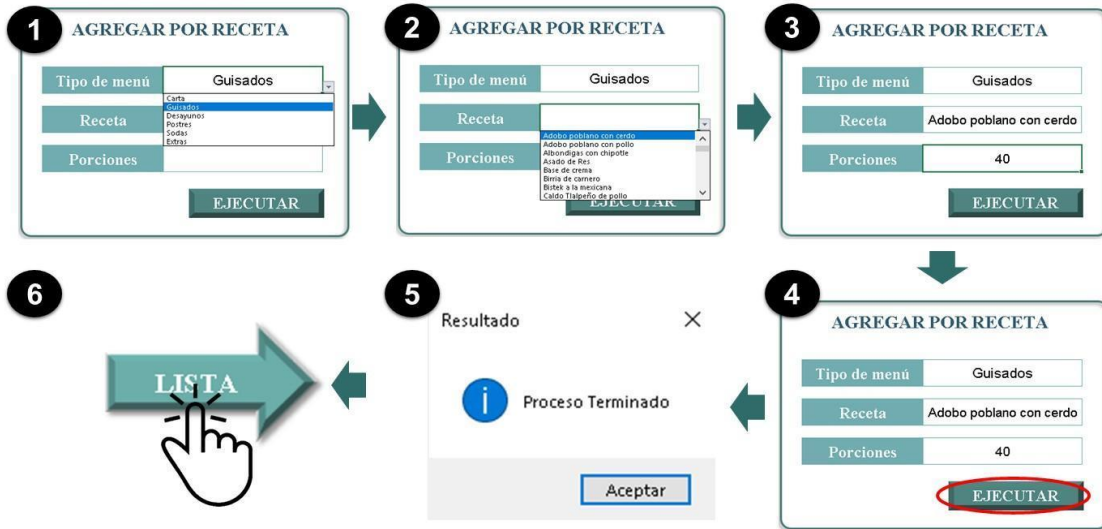 1
AGREGAR POR RECETA
Tipo de menú Guisados
Carta
Guisados
Desayunos
Postres
Sodas
Extras
Receta
Porciones
EJECUTAR
2
AGREGAR POR RECETA
Tipo de menú Guisados
Receta
Adobo poblano con cerdo
Adobo poblano con pollo
Albondigas con chipotle
Asado de Res
Base de crema
Birria de carnero
Bistek a la mexicana
Caldo Tlalpeño de pollo
Porciones
EJECUTAR
3
AGREGAR POR RECETA
Tipo de menú Guisados
Receta Adobo poblano con cerdo
Porciones 40
EJECUTAR
4
AGREGAR POR RECETA
Tipo de menú Guisados
Receta Adobo poblano con cerdo
Porciones 40
EJECUTAR
5
Resultado
Proceso Terminado
Aceptar
6
LISTA